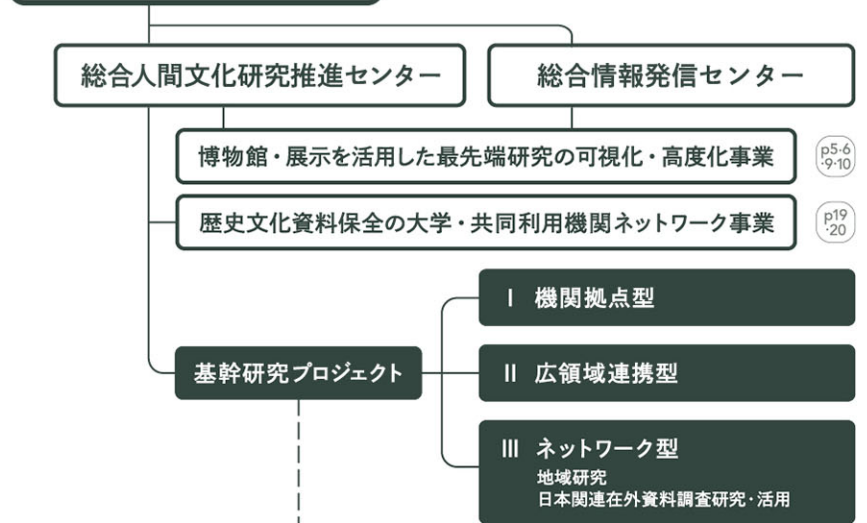 総合人間文化研究推進センター
総合情報発信センター
博物館・展示を活用した最先端研究の可視化・高度化事業
p5・6
・9・10
歴史文化資料保全の大学・共同利用機関ネットワーク事業
p19
・20
基幹研究プロジェクト
Ⅰ 機関拠点型
Ⅱ 広領域連携型
Ⅲ ネットワーク型
地域研究
日本関連在外資料調査研究・活用